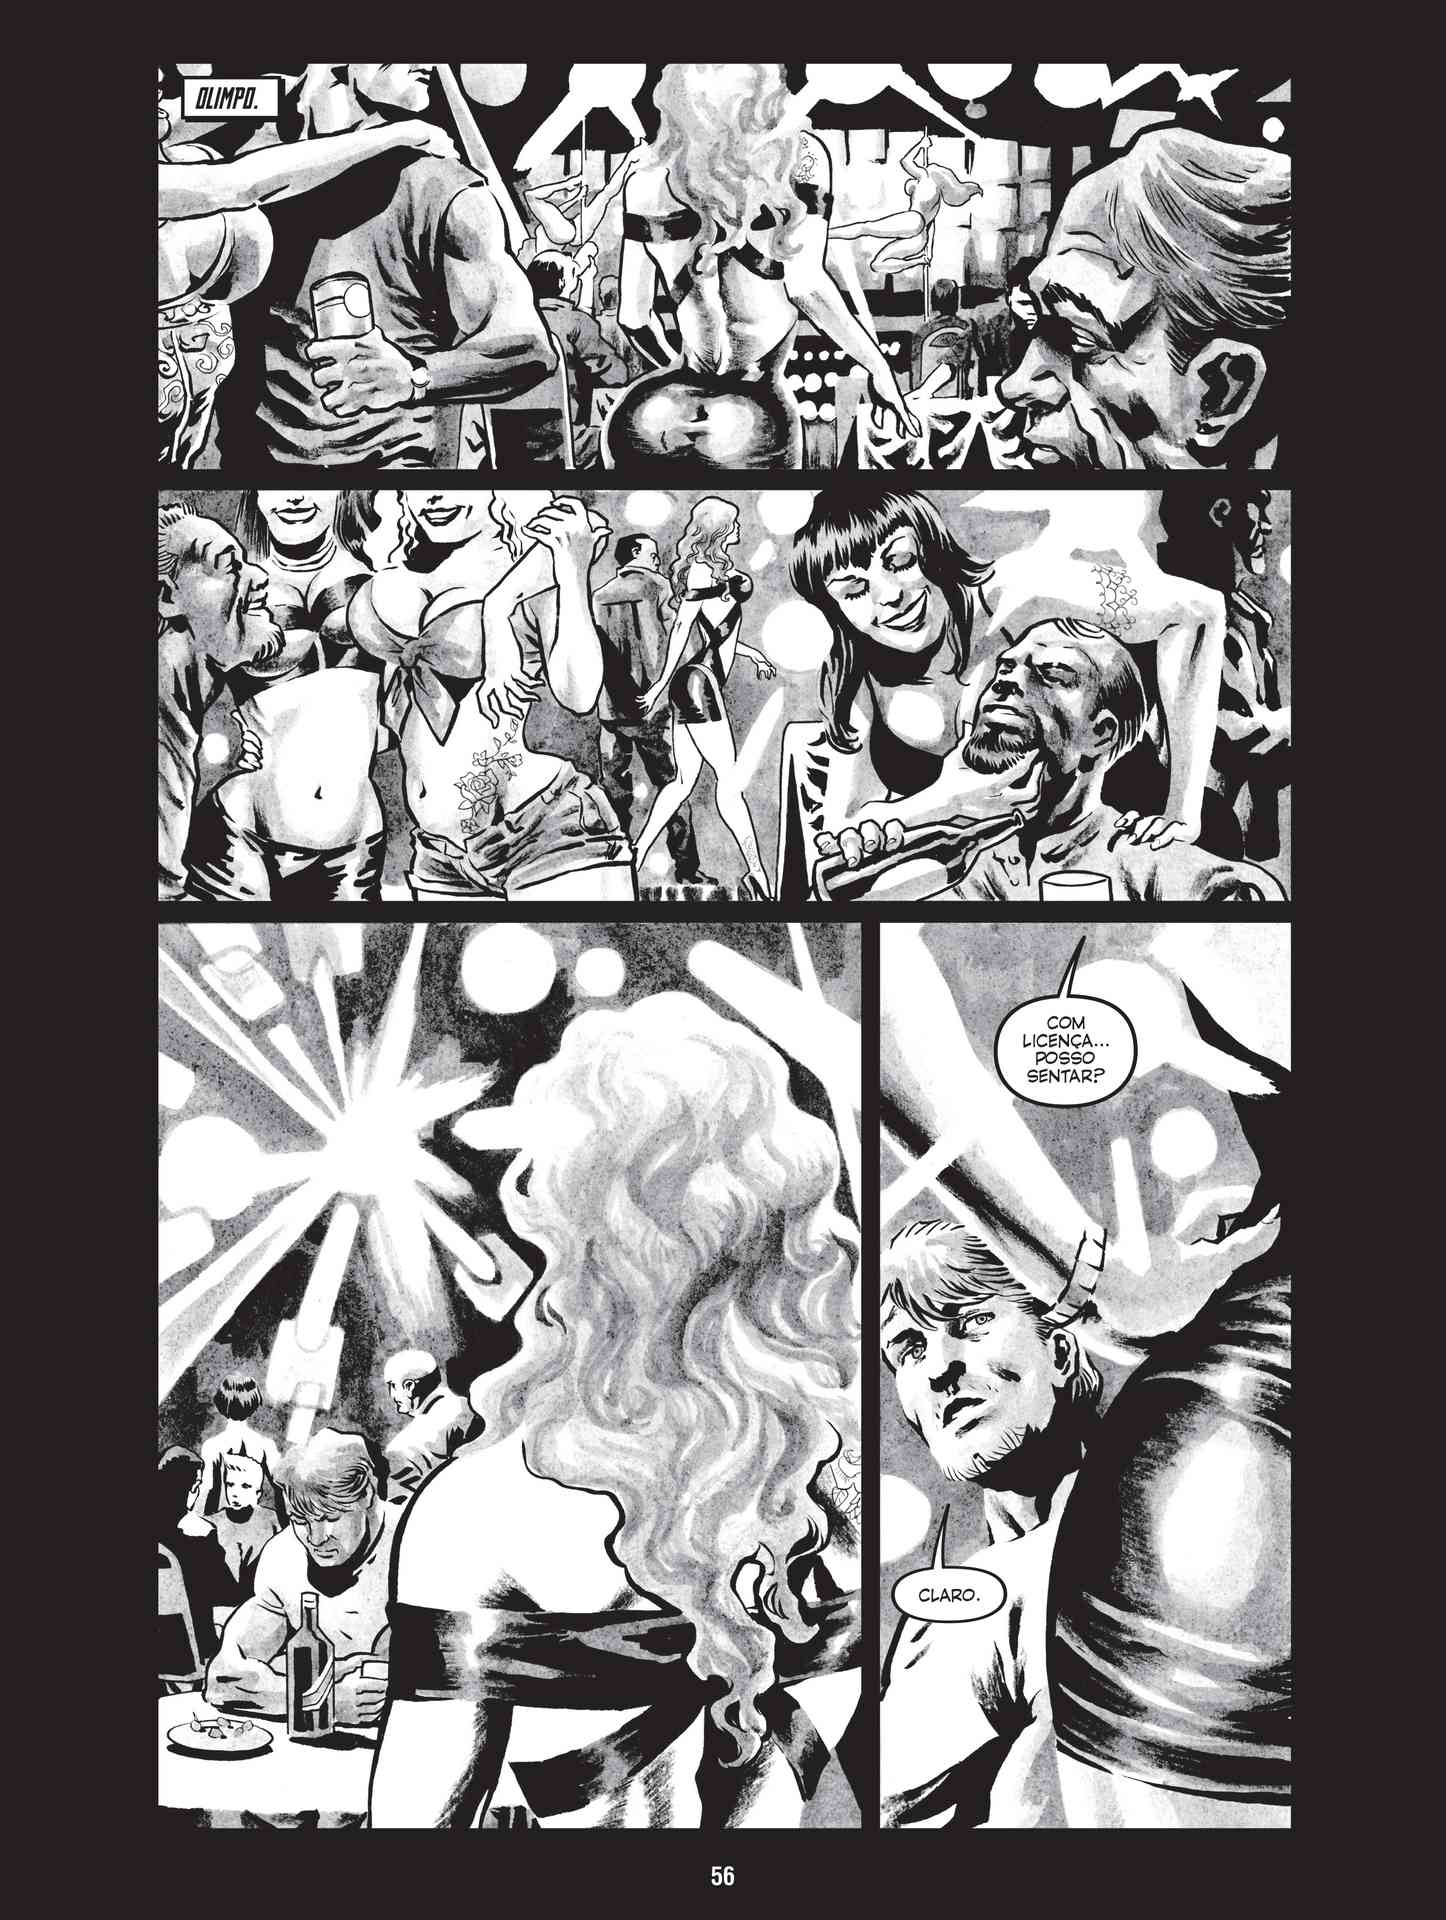 OLIMPO.
COM
LICENÇA...
POSSO
SENTAR?
CLARO.
56